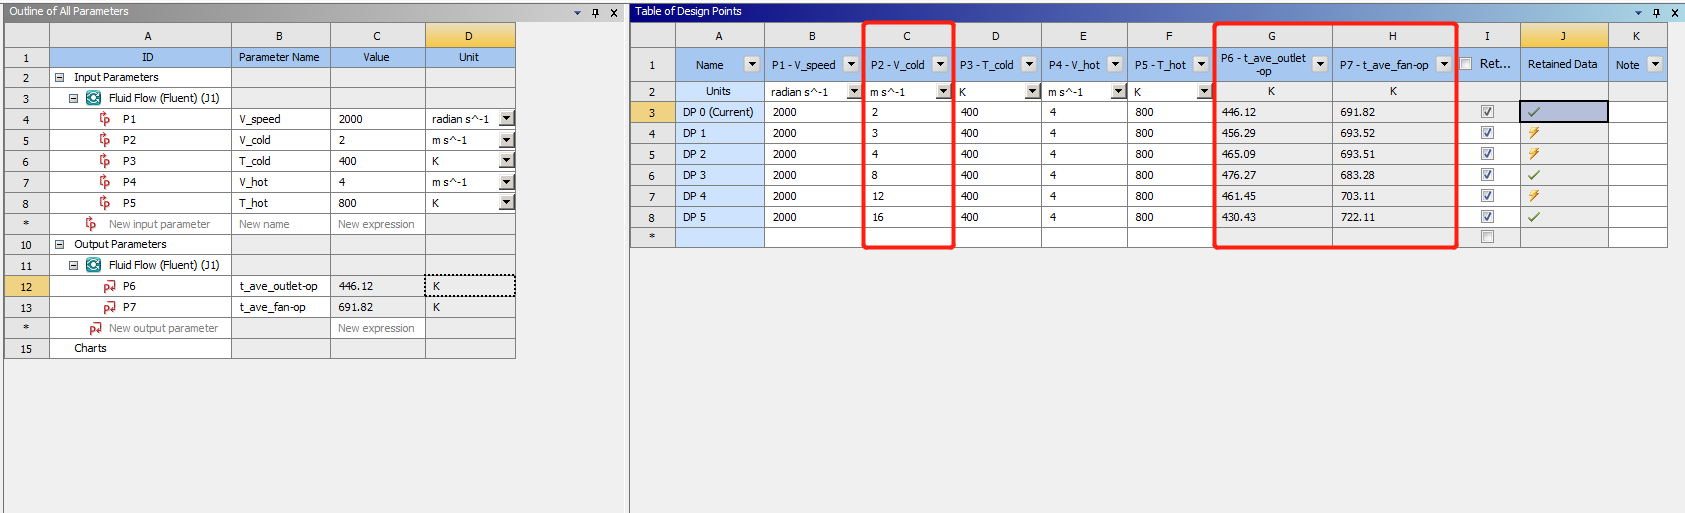 Outline of All Parameters
A B C D
1 ID Parameter Name Value Unit
2 Input Parameters
3 Fluid Flow (Fluent) (J1)
4 P1 V_speed 2000 radian s^-1
5 P2 V_cold 2 m s^-1
6 P3 T_cold 400 K
7 P4 V_hot 4 m s^-1
8 P5 T_hot 800 K
* New input parameter New name New expression
10 Output Parameters
11 Fluid Flow (Fluent) (J1)
12 P6 t_ave_outlet-op 446.12 K
13 P7 t_ave_fan-op 691.82 K
* New output parameter New expression
15 Charts
Table of Design Points
A B C D E F G H I J K
1 Name P1 - V_speed P2 - V_cold P3 - T_cold P4 - V_hot P5 - T_hot P6 - t_ave_outlet
-op P7 - t_ave_fan-op Ret... Retained Data Note
2 Units radian s^-1 m s^-1 K m s^-1 K K K
3 DP 0 (Current) 2000 2 400 4 800 446.12 691.82
4 DP 1 2000 3 400 4 800 456.29 693.52
5 DP 2 2000 4 400 4 800 465.09 693.51
6 DP 3 2000 8 400 4 800 476.27 683.28
7 DP 4 2000 12 400 4 800 461.45 703.11
8 DP 5 2000 16 400 4 800 430.43 722.11
*